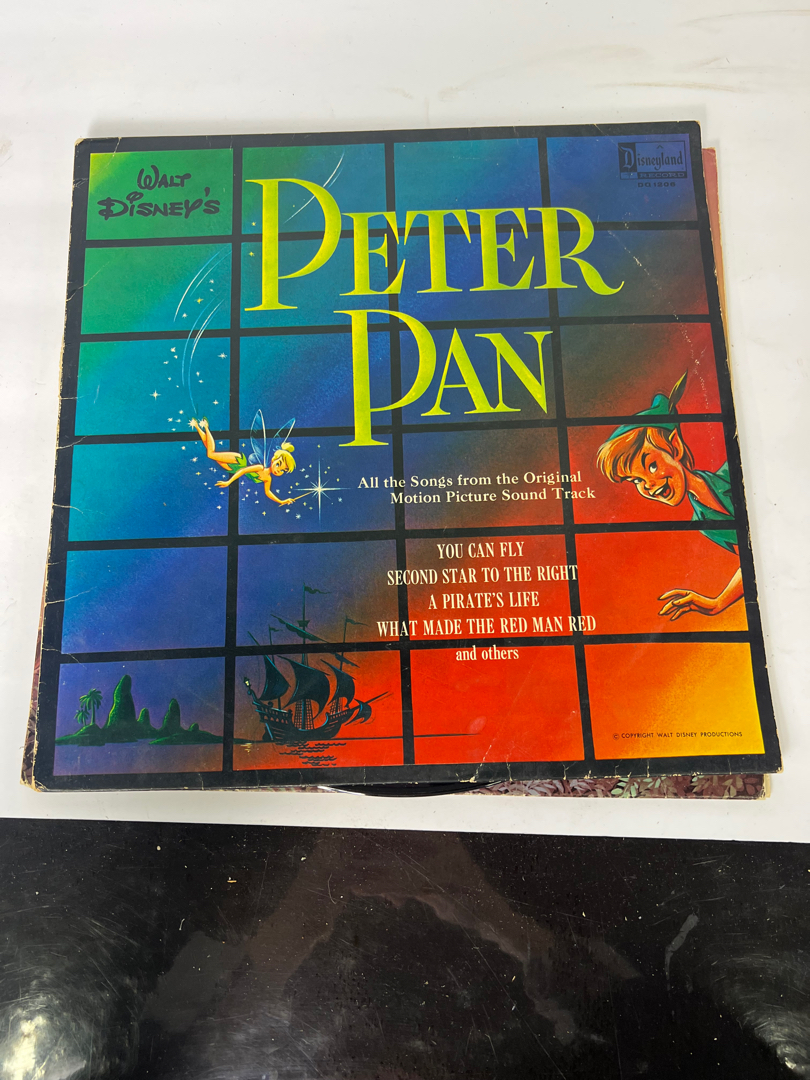 WALT
DISNEY'S
Disneyland
RECORD
DQ 1206
PETER
PAN
All the Songs from the Original
Motion Picture Sound Track
YOU CAN FLY
SECOND STAR TO THE RIGHT
A PIRATE'S LIFE
WHAT MADE THE RED MAN RED
and others
© COPYRIGHT WALT DISNEY PRODUCTIONS